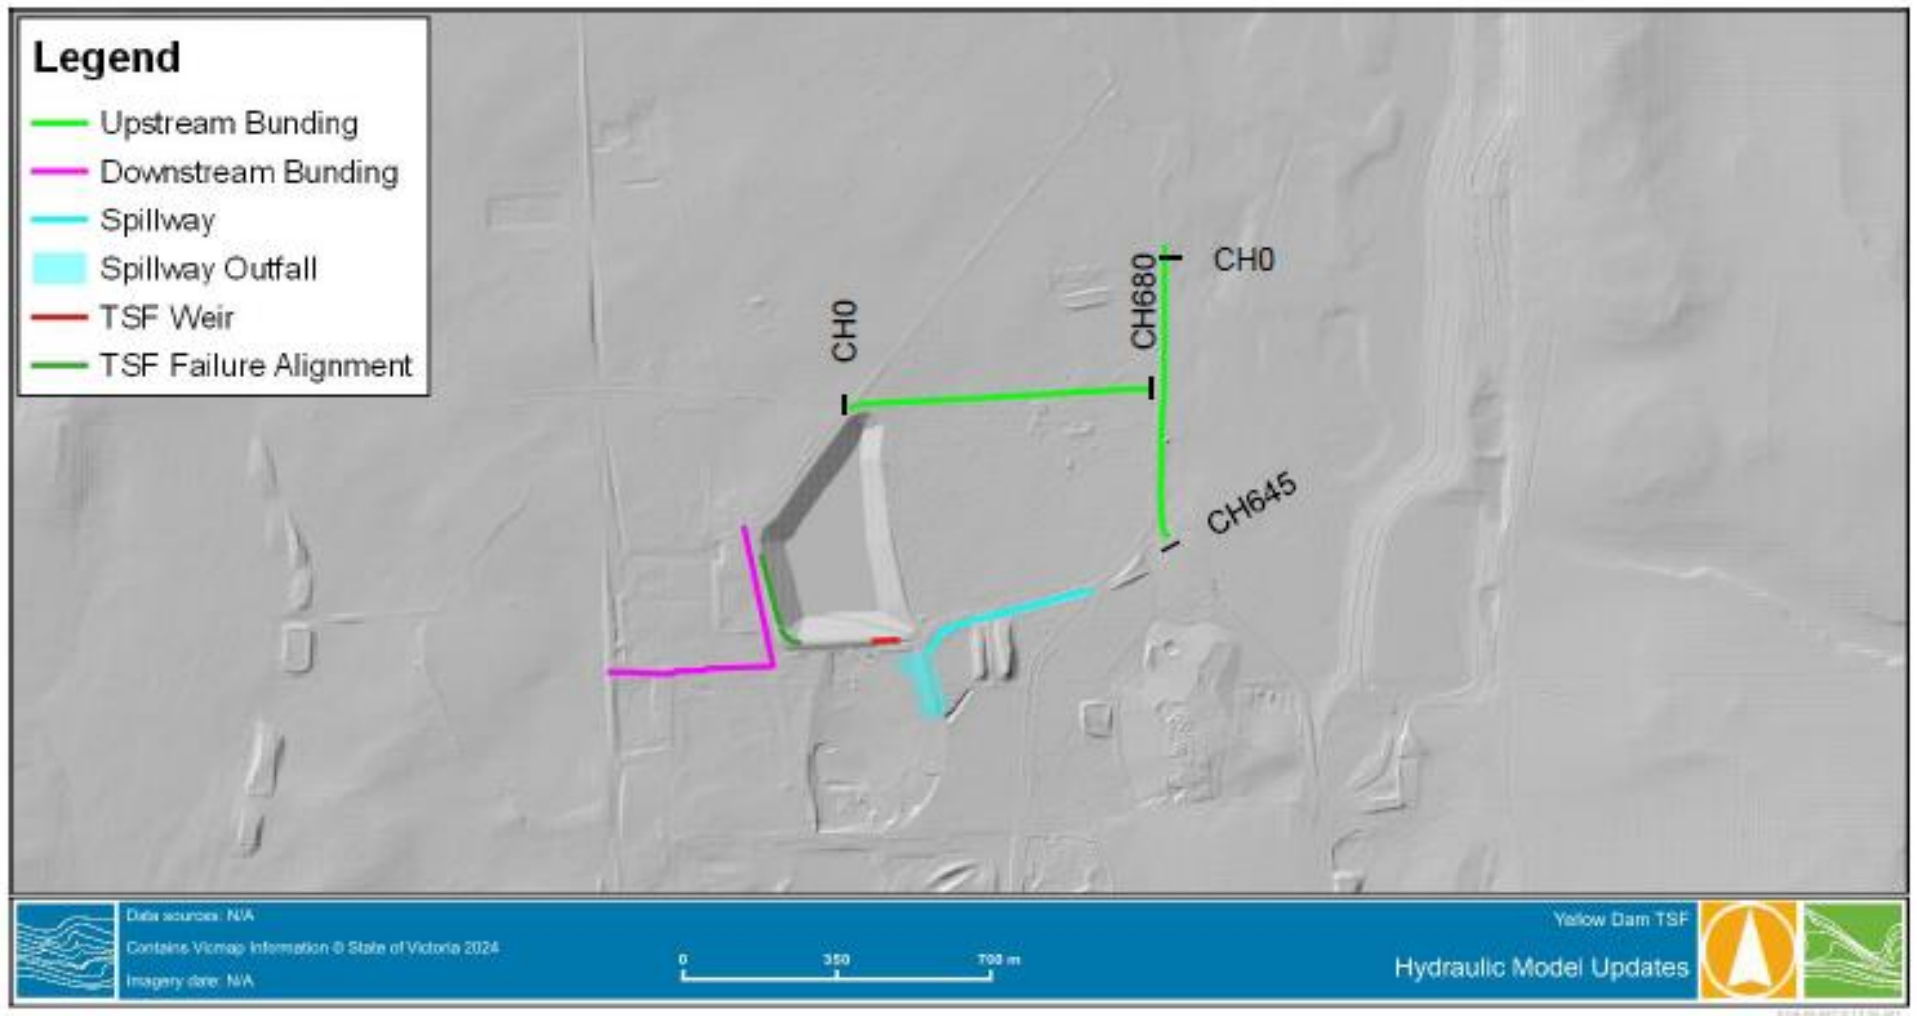 Legend
Upstream Bunding
Downstream Bunding
Spillway
Spillway Outfall
TSF Weir
TSF Failure Alignment
CH0
CH680
CH0
CH645
Data sources: N/A
Contains Vicmap Information © State of Victoria 2024
Imagery date: N/A
0 350 700 m
Yellow Dam TSF
Hydraulic Model Updates